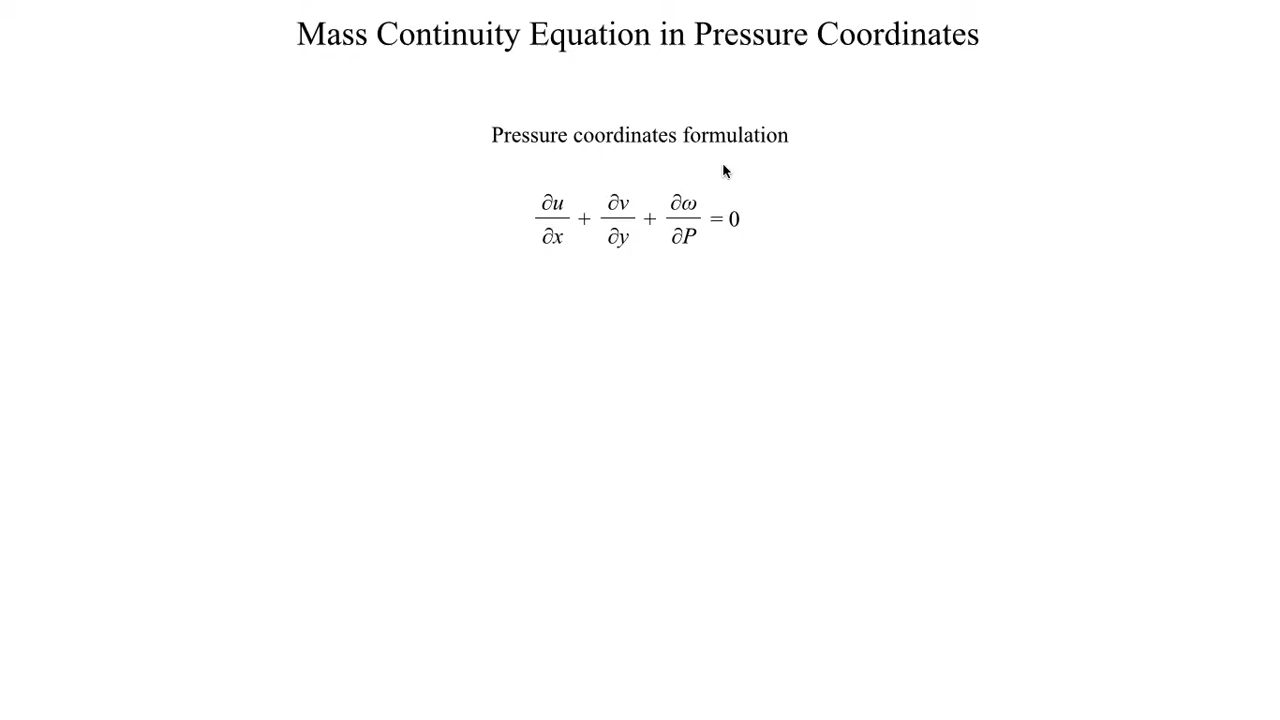 Mass Continuity Equation in Pressure Coordinates
Pressure coordinates formulation
∂u/∂x + ∂v/∂y + ∂ω/∂P = 0